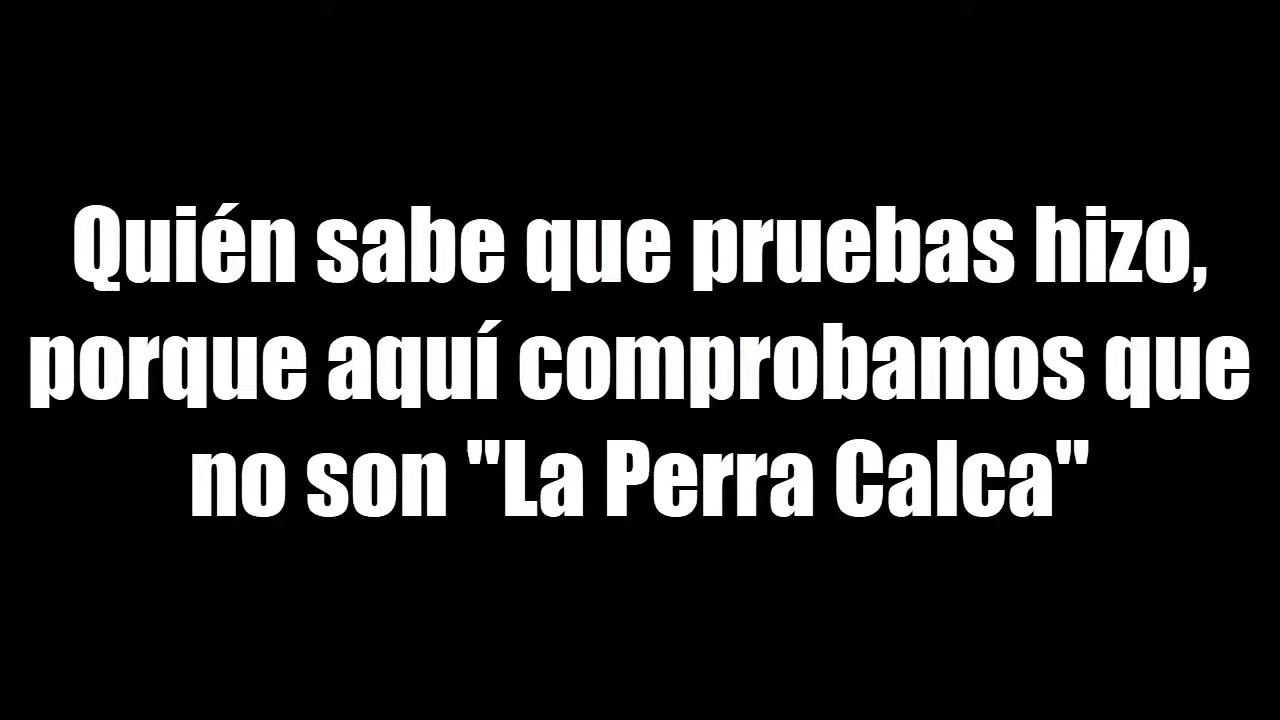 Quién sabe que pruebas hizo,
porque aquí comprobamos que
no son "La Perra Calca"